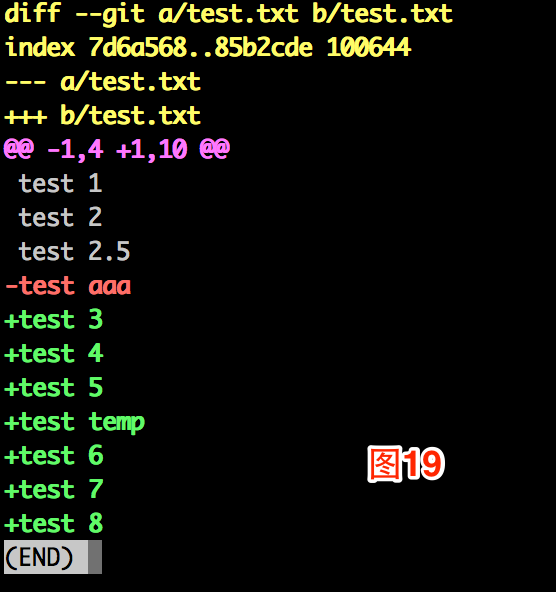 diff --git a/test.txt b/test.txt
index 7d6a568..85b2cde 100644
--- a/test.txt
+++ b/test.txt
@@ -1,4 +1,10 @@
 test 1
 test 2
 test 2.5
-test aaa
+test 3
+test 4
+test 5
+test temp
+test 6
图19
+test 7
+test 8
(END)